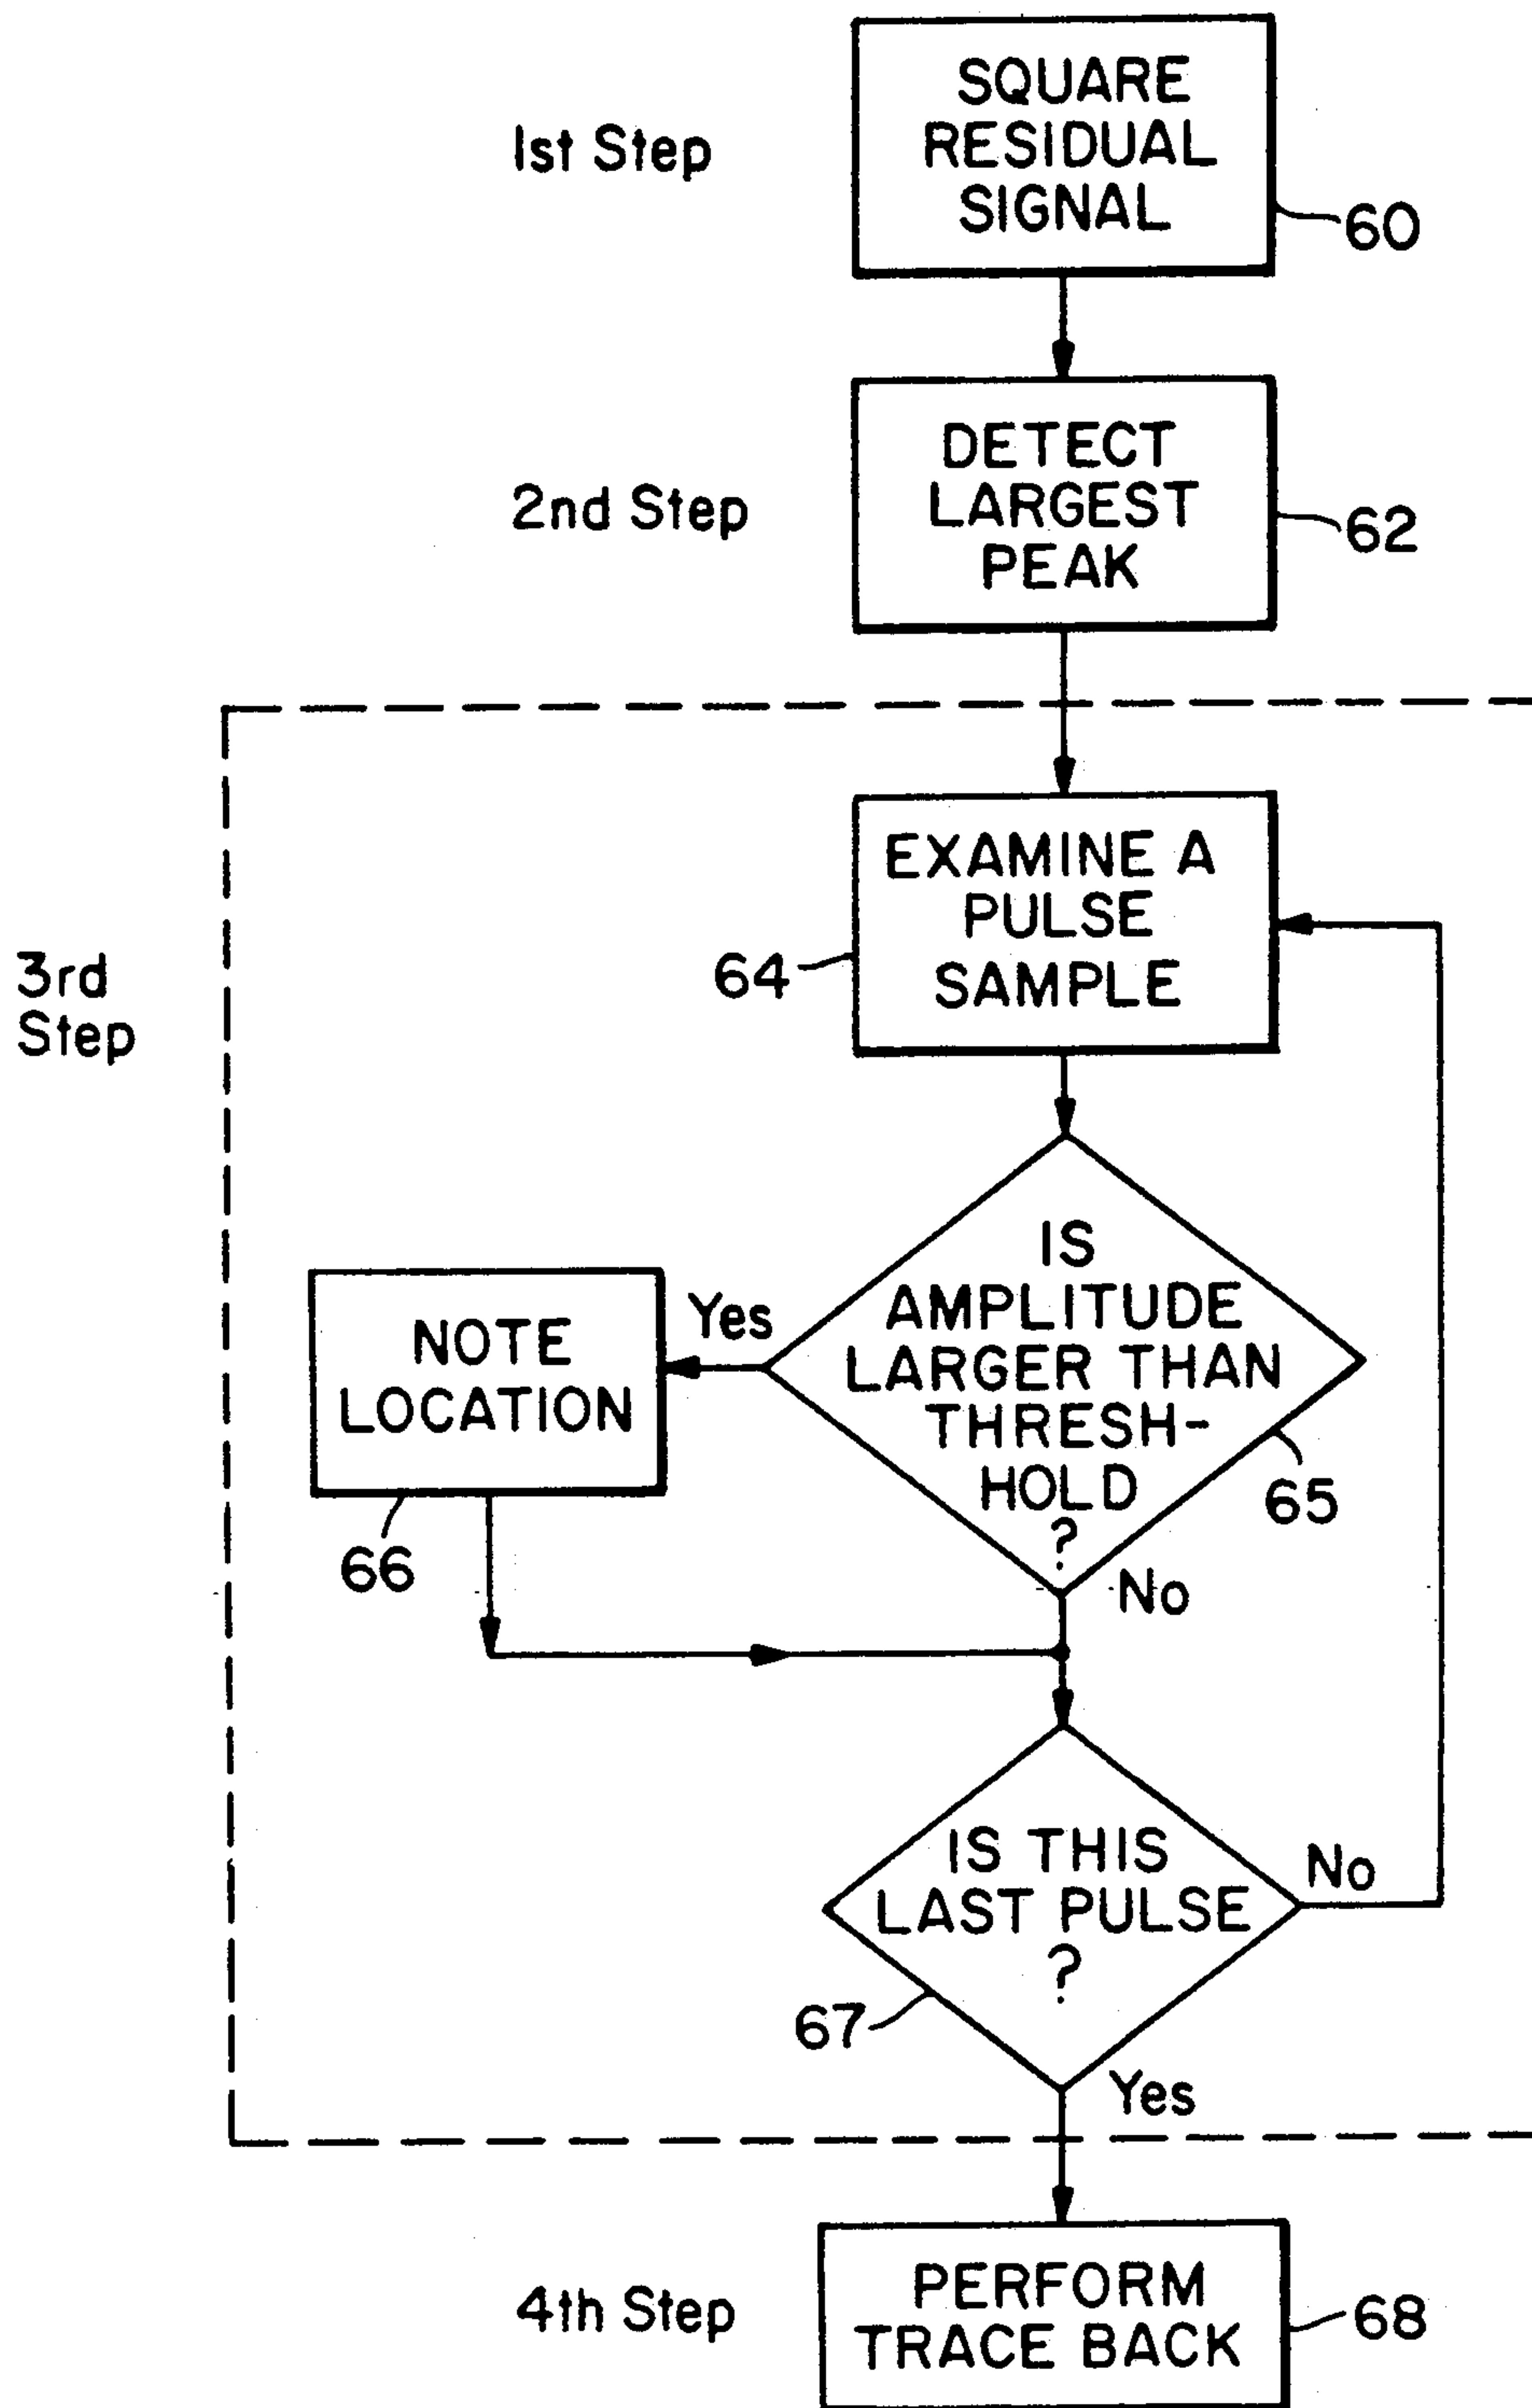 1st Step
SQUARE
RESIDUAL
SIGNAL
60
2nd Step
DETECT
LARGEST
PEAK
62
3rd
Step
EXAMINE A
PULSE
SAMPLE
64
IS
AMPLITUDE
LARGER THAN
THRESH-
HOLD
?
65
Yes
NOTE
LOCATION
66
No
IS THIS
LAST PULSE
?
67
No
Yes
4th Step
PERFORM
TRACE BACK
68